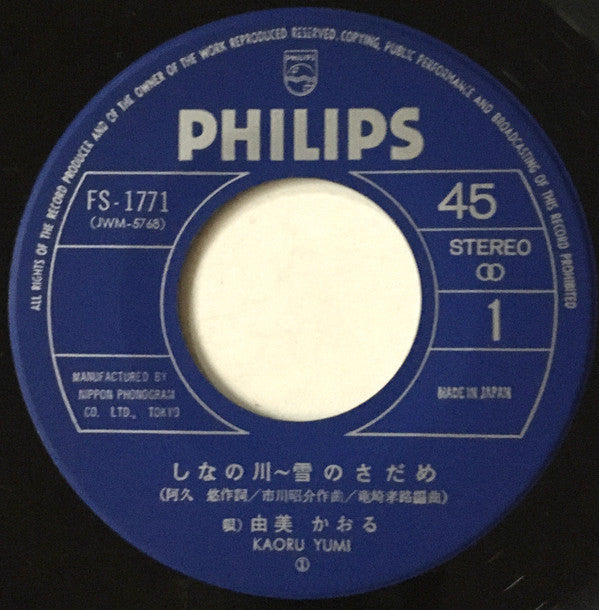 ALL RIGHTS OF THE RECORD PRODUCER AND OF THE OWNER OF THE WORK REPRODUCED RESERVED. COPYING, PUBLIC PERFORMANCE AND BROADCASTING OF THIS RECORD PROHIBITED
PHILIPS
PHILIPS
FS-1771
(JWM-5768)
45
STEREO
1
MANUFACTURED BY
NIPPON PHONOGRAM
CO. LTD., TOKYO
MADE IN JAPAN
しなの川〜雪のさだめ
(阿久 悠作詞/市川昭介作曲/竜崎孝路編曲)
唄) 由美 かおる
KAORU YUMI
①